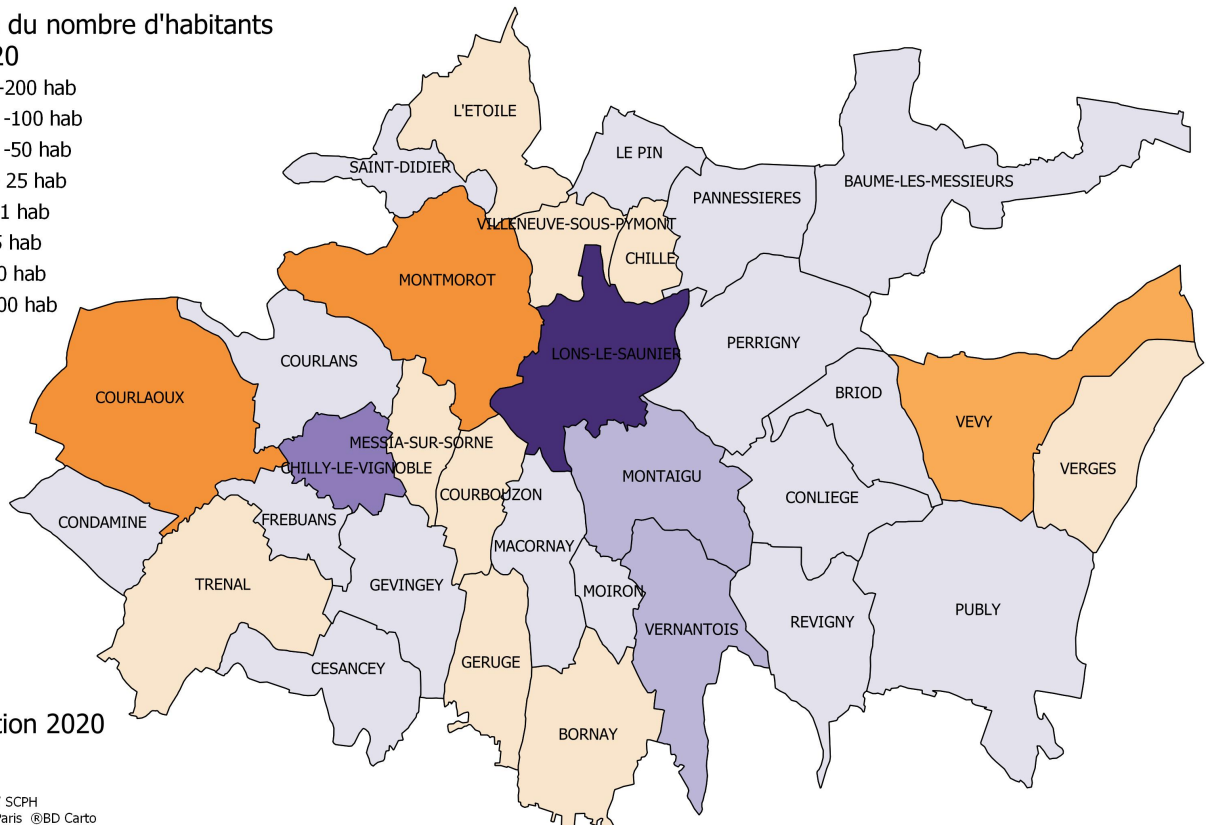 du nombre d'habitants
20
-200 hab
-100 hab
-50 hab
25 hab
1 hab
5 hab
0 hab
00 hab
L'ETOILE
SAINT-DIDIER
LE PIN
PANNESSIERES
BAUME-LES-MESSIEURS
VILLENEUVE-SOUS-PYMONT
CHILLE
MONTMOROT
LONS-LE-SAUNIER
PERRIGNY
COURLANS
COURLAOUX
BRIOD
VEVY
VERGES
MESSIA-SUR-SORNE
CHILLY-LE-VIGNOBLE
MONTAIGU
COURBOUZON
CONLIEGE
CONDAMINE
FREBUANS
MACORNAY
TRENAL
GEVINGEY
MOIRON
PUBLY
REVIGNY
VERNANTOIS
CESANCEY
GERUGE
BORNAY
tion 2020
SCPH
Paris ®BD Carto